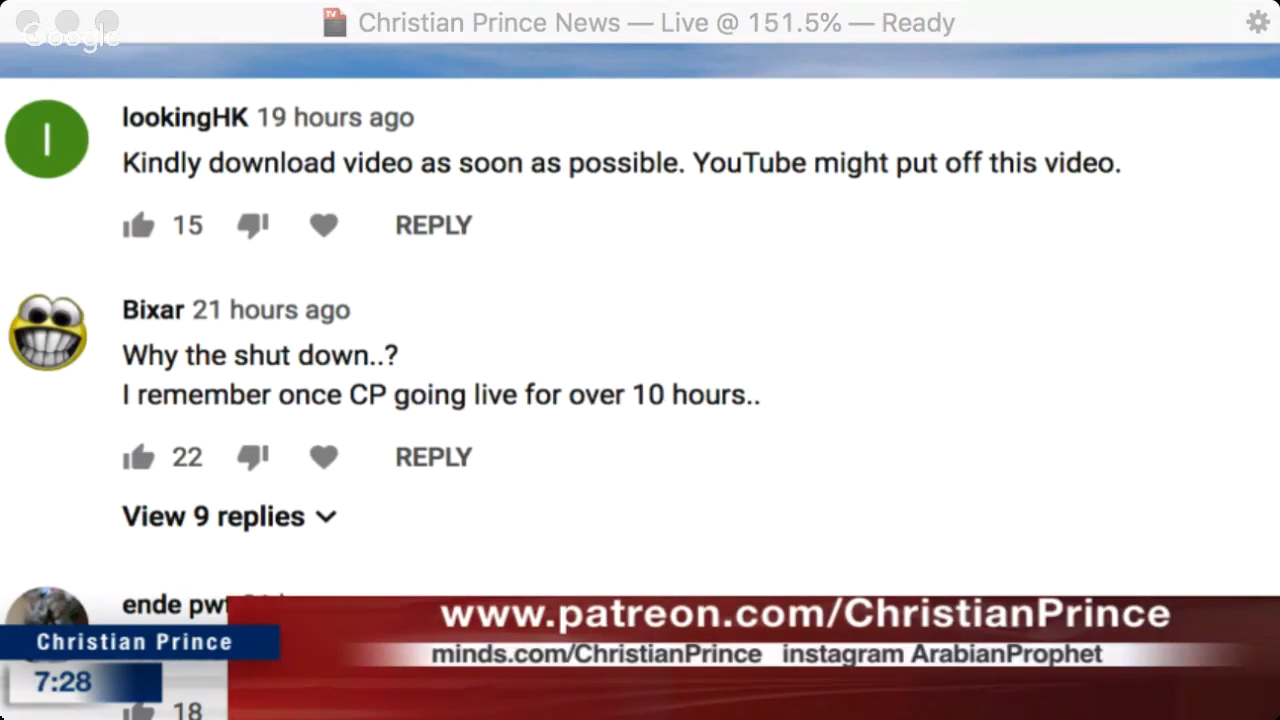 Christian Prince News — Live @ 151.5% — Ready
Google
lookingHK 19 hours ago
Kindly download video as soon as possible. YouTube might put off this video.
15 REPLY
Bixar 21 hours ago
Why the shut down..?
I remember once CP going live for over 10 hours..
22 REPLY
View 9 replies
ende
www.patreon.com/ChristianPrince
Christian Prince
minds.com/ChristianPrince instagram ArabianProphet
7:28
18